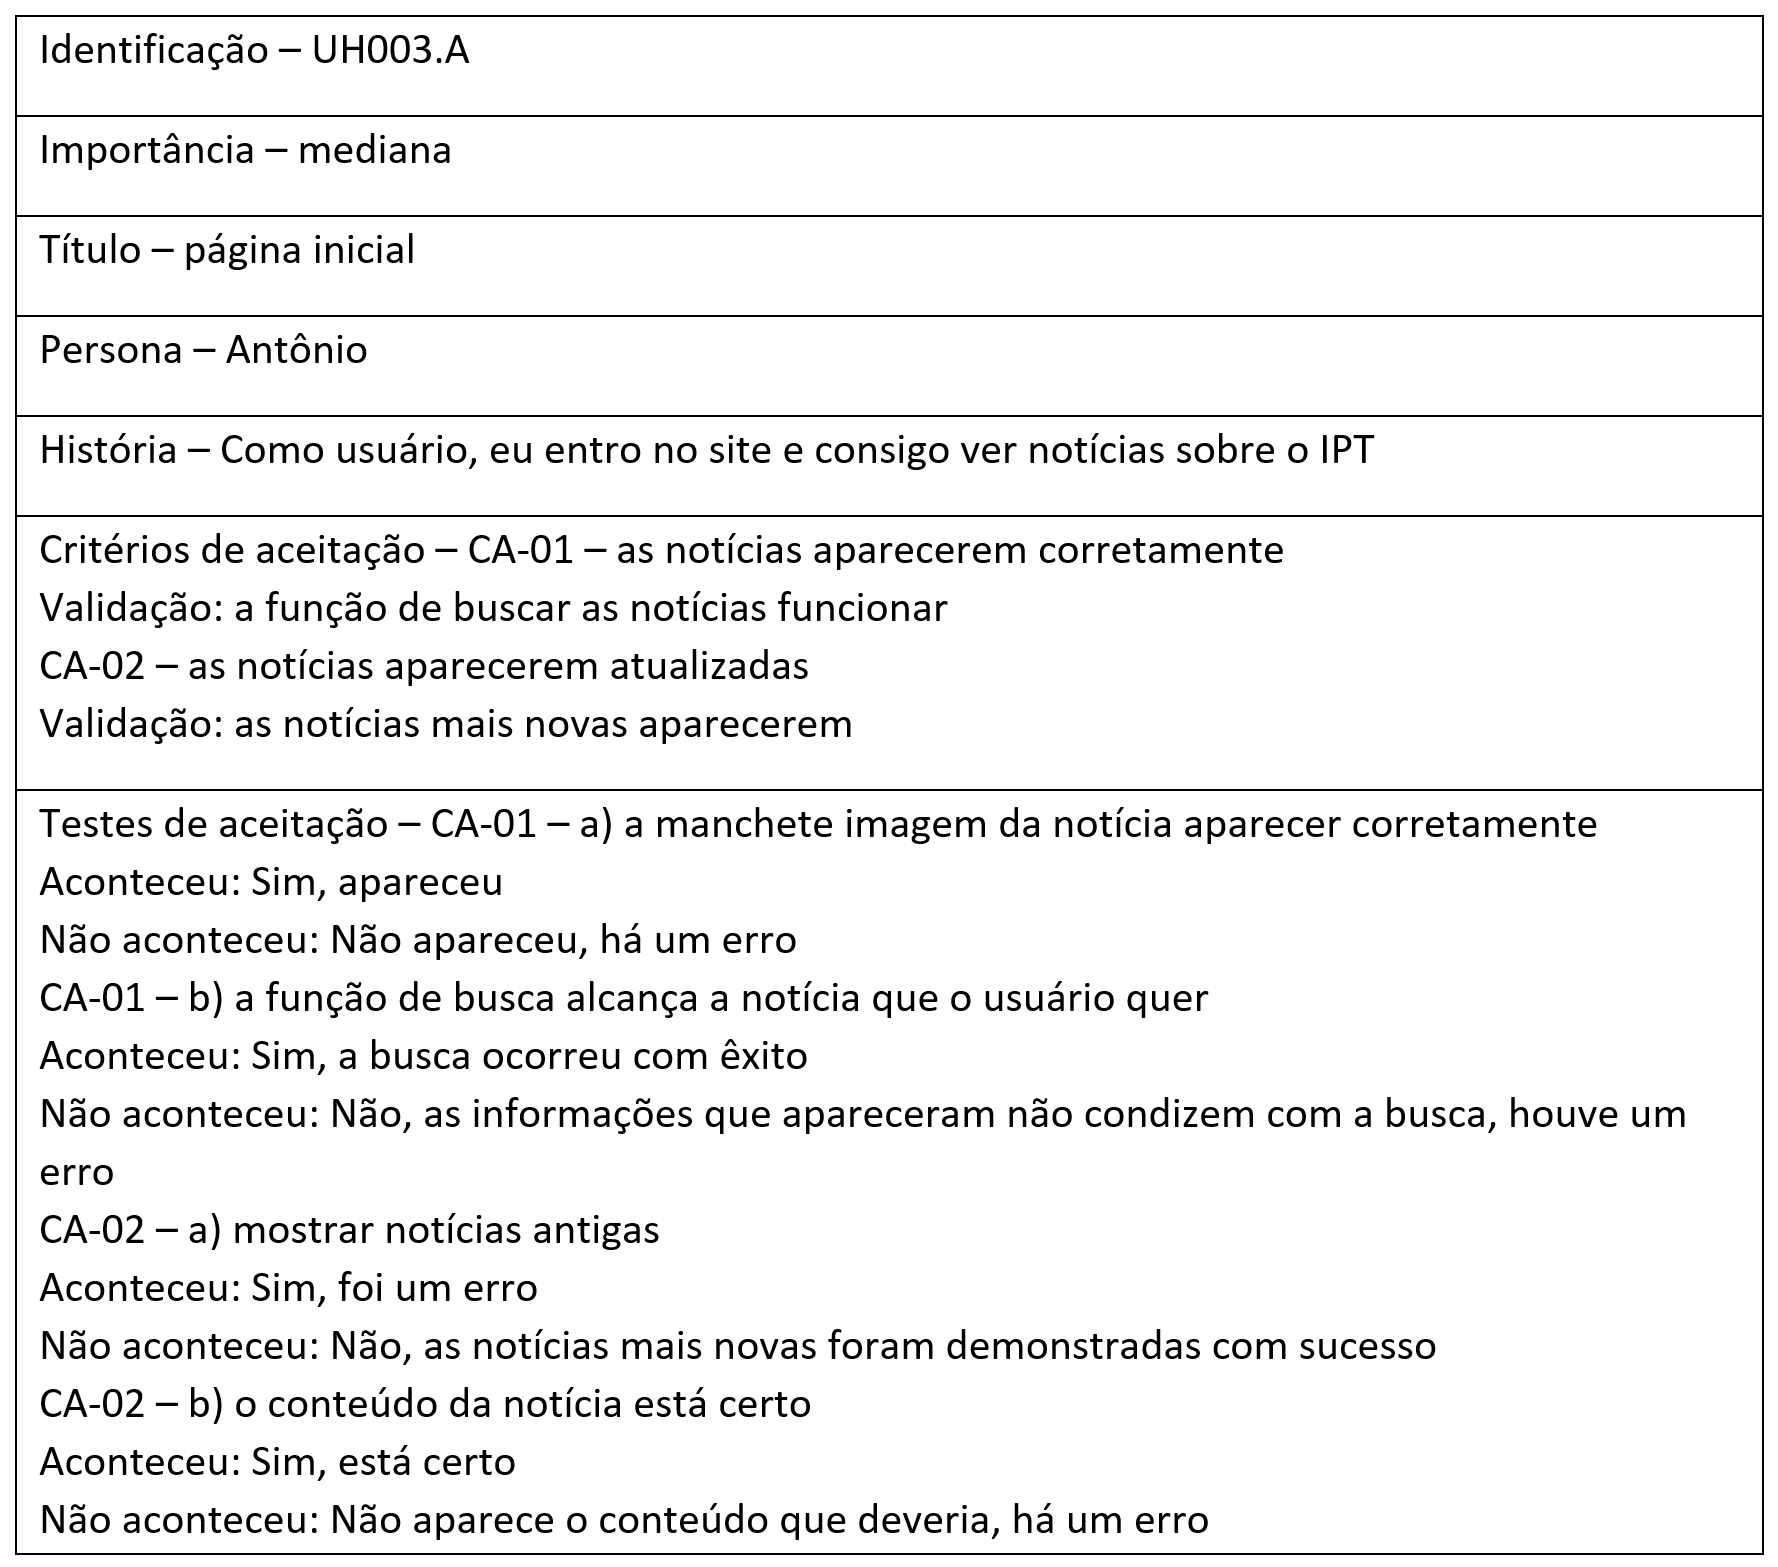 Identificação – UH003.A
Importância – mediana
Título – página inicial
Persona – Antônio
História – Como usuário, eu entro no site e consigo ver notícias sobre o IPT
Critérios de aceitação – CA-01 – as notícias aparecerem corretamente
Validação: a função de buscar as notícias funcionar
CA-02 – as notícias aparecerem atualizadas
Validação: as notícias mais novas aparecerem
Testes de aceitação – CA-01 – a) a manchete imagem da notícia aparecer corretamente
Aconteceu: Sim, apareceu
Não aconteceu: Não apareceu, há um erro
CA-01 – b) a função de busca alcança a notícia que o usuário quer
Aconteceu: Sim, a busca ocorreu com êxito
Não aconteceu: Não, as informações que apareceram não condizem com a busca, houve um
erro
CA-02 – a) mostrar notícias antigas
Aconteceu: Sim, foi um erro
Não aconteceu: Não, as notícias mais novas foram demonstradas com sucesso
CA-02 – b) o conteúdo da notícia está certo
Aconteceu: Sim, está certo
Não aconteceu: Não aparece o conteúdo que deveria, há um erro